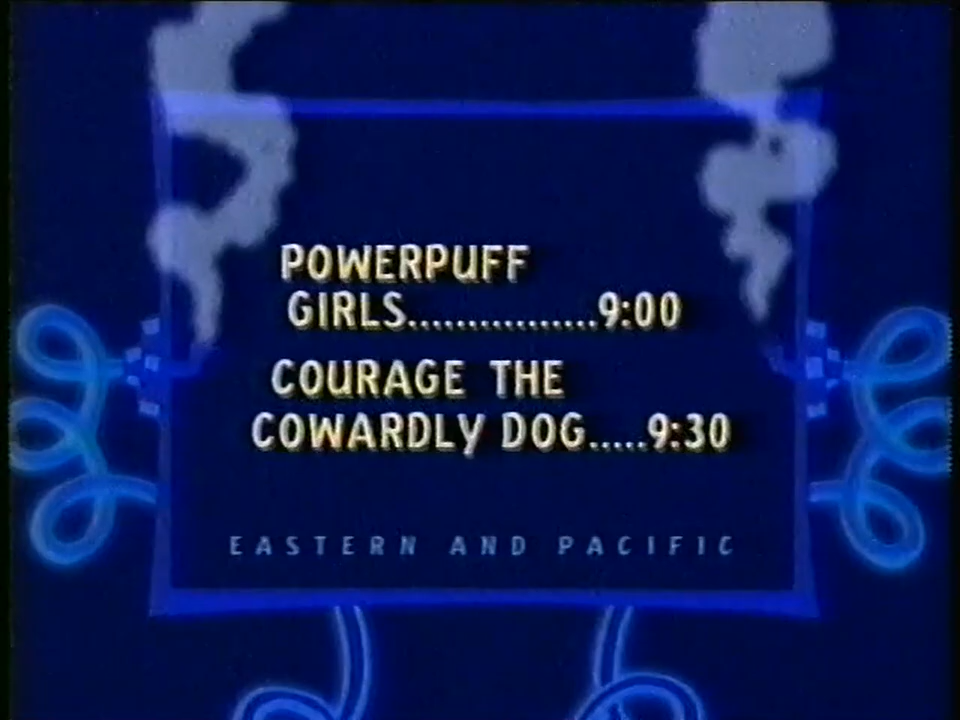 POWERPUFF
GIRLS................9:00
COURAGE THE
COWARDLY DOG.....9:30
EASTERN AND PACIFIC